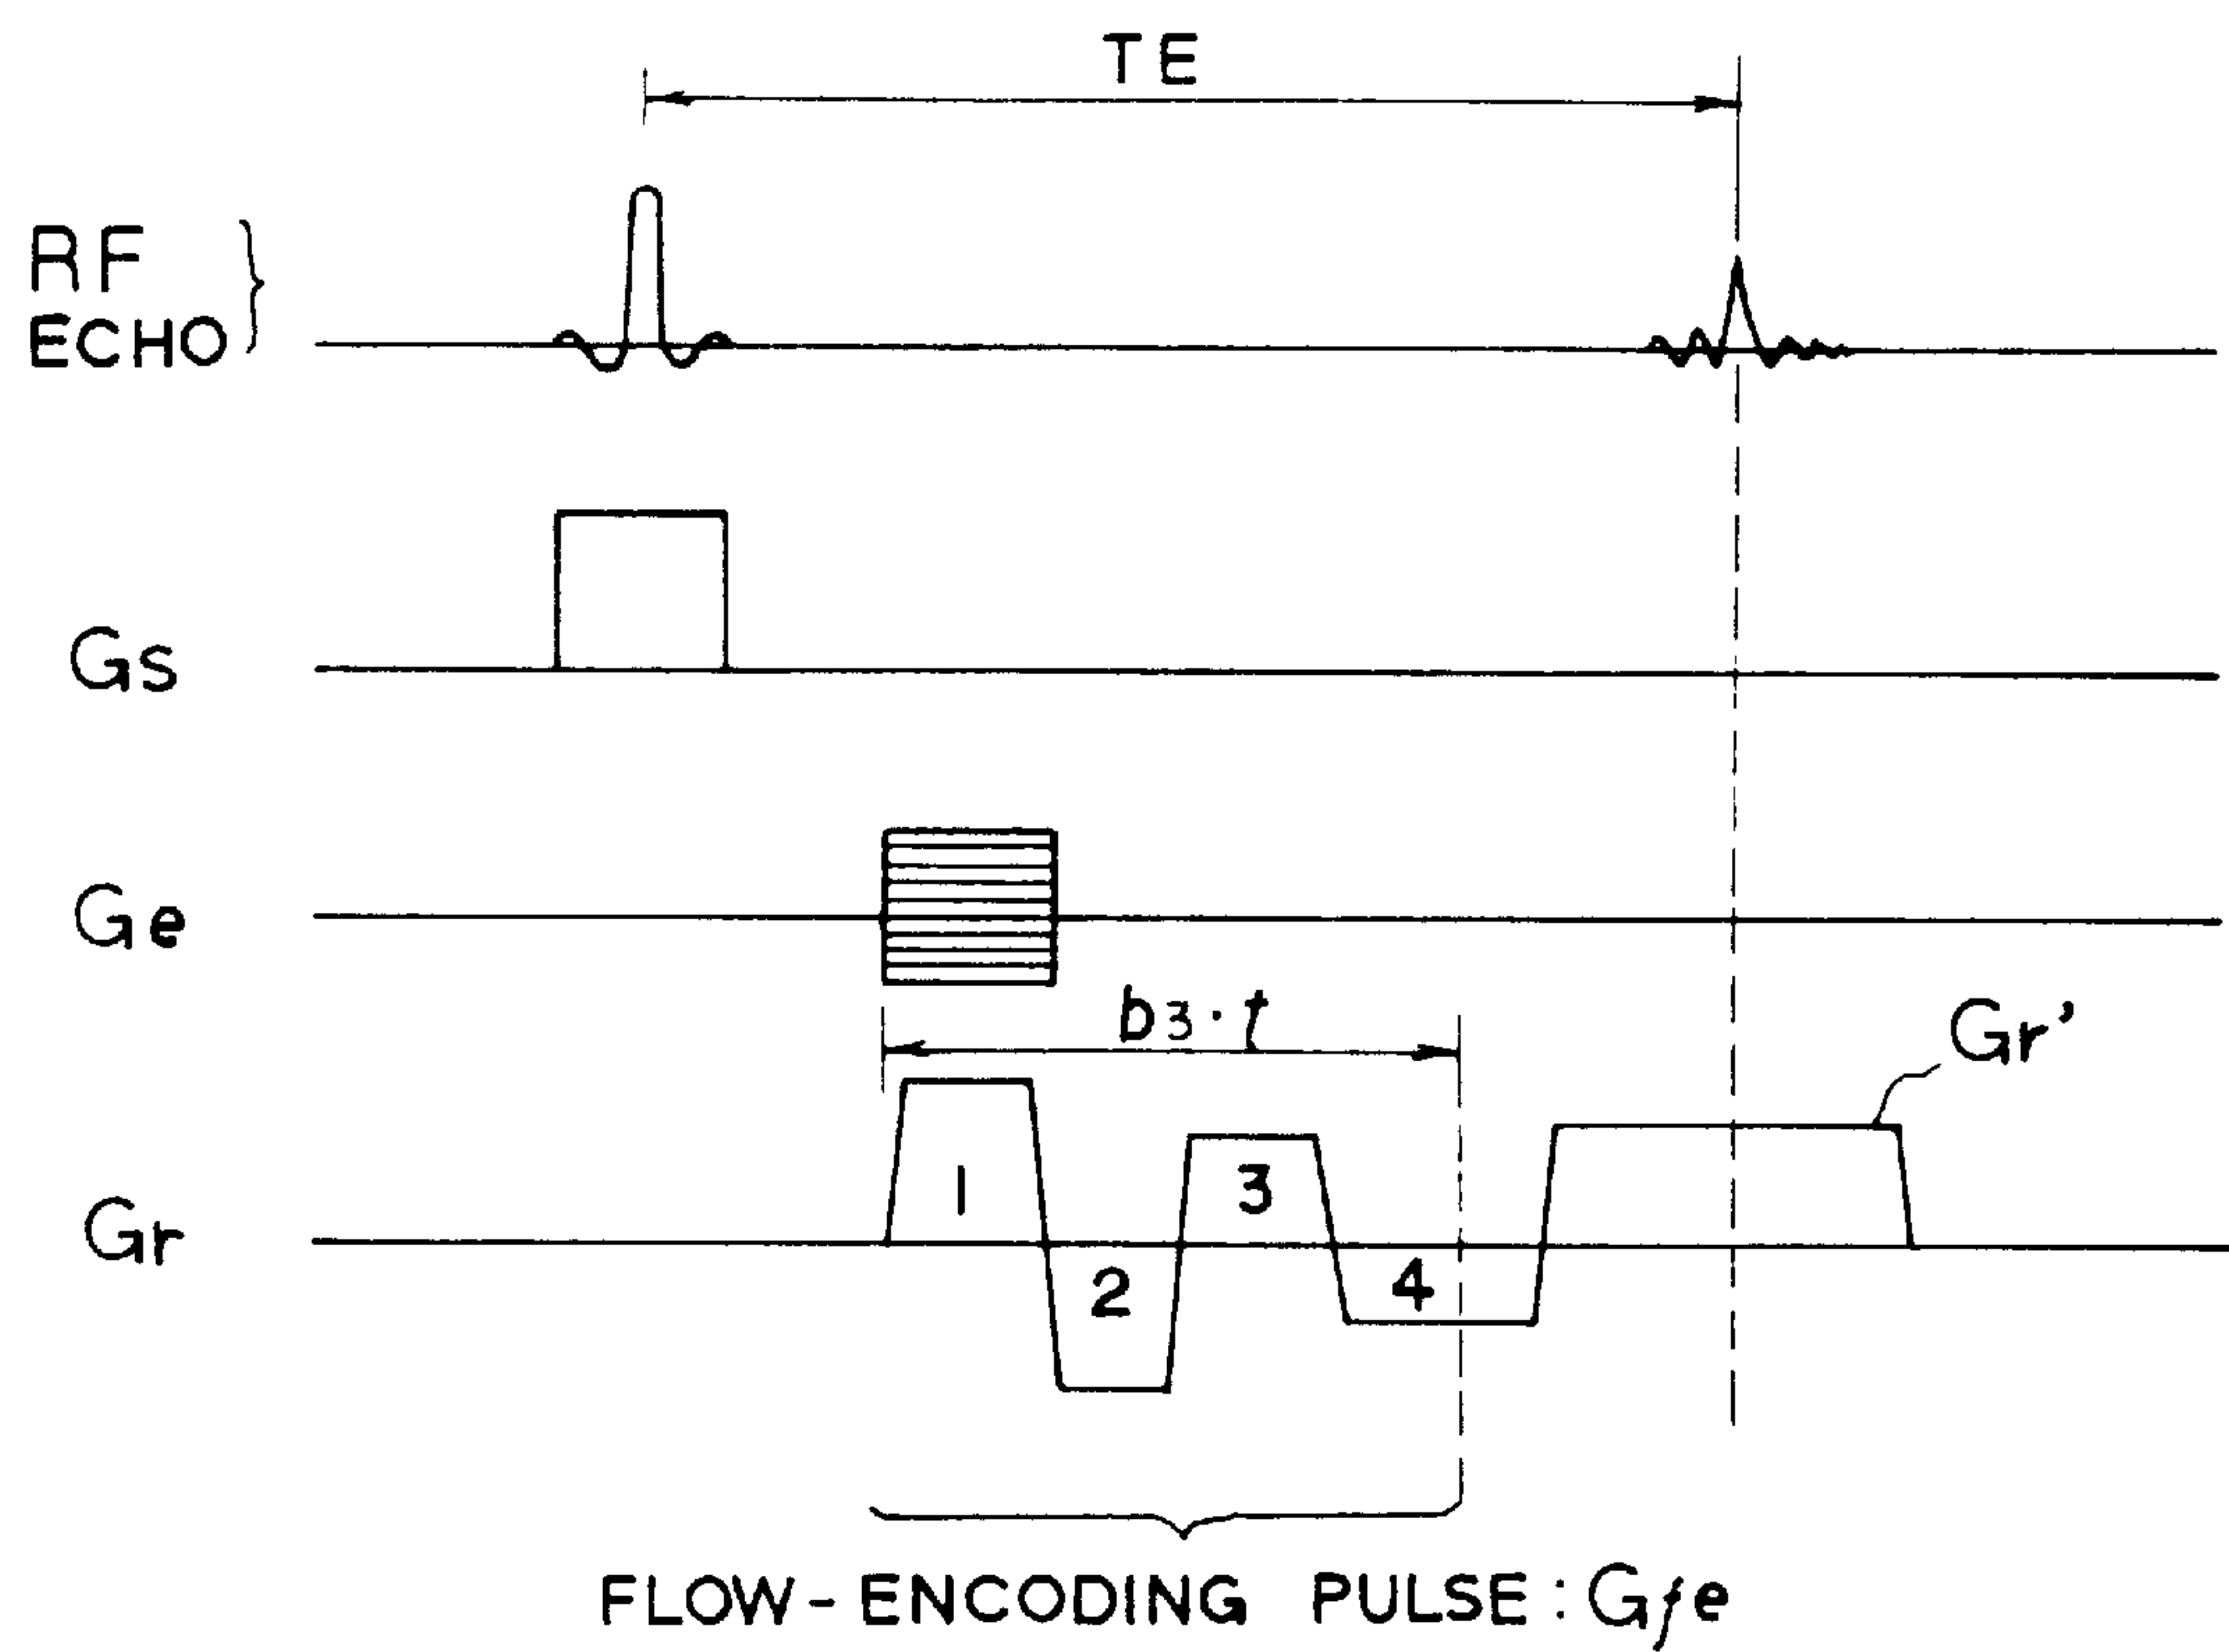 TE
RF
ECHO
Gs
Ge
b3·t
Gr'
1
3
Gr
2
4
FLOW-ENCODING PULSE: Gfe